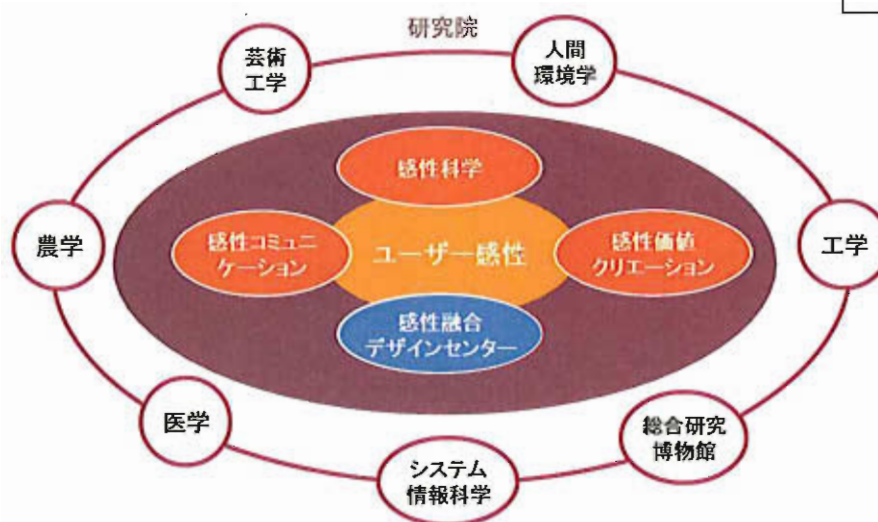 研究院
芸術
工学
人間
環境学
感性科学
農学
感性コミュニ
ケーション
ユーザー感性
感性価値
クリエーション
工学
感性融合
デザインセンター
医学
総合研究
博物館
システム
情報科学